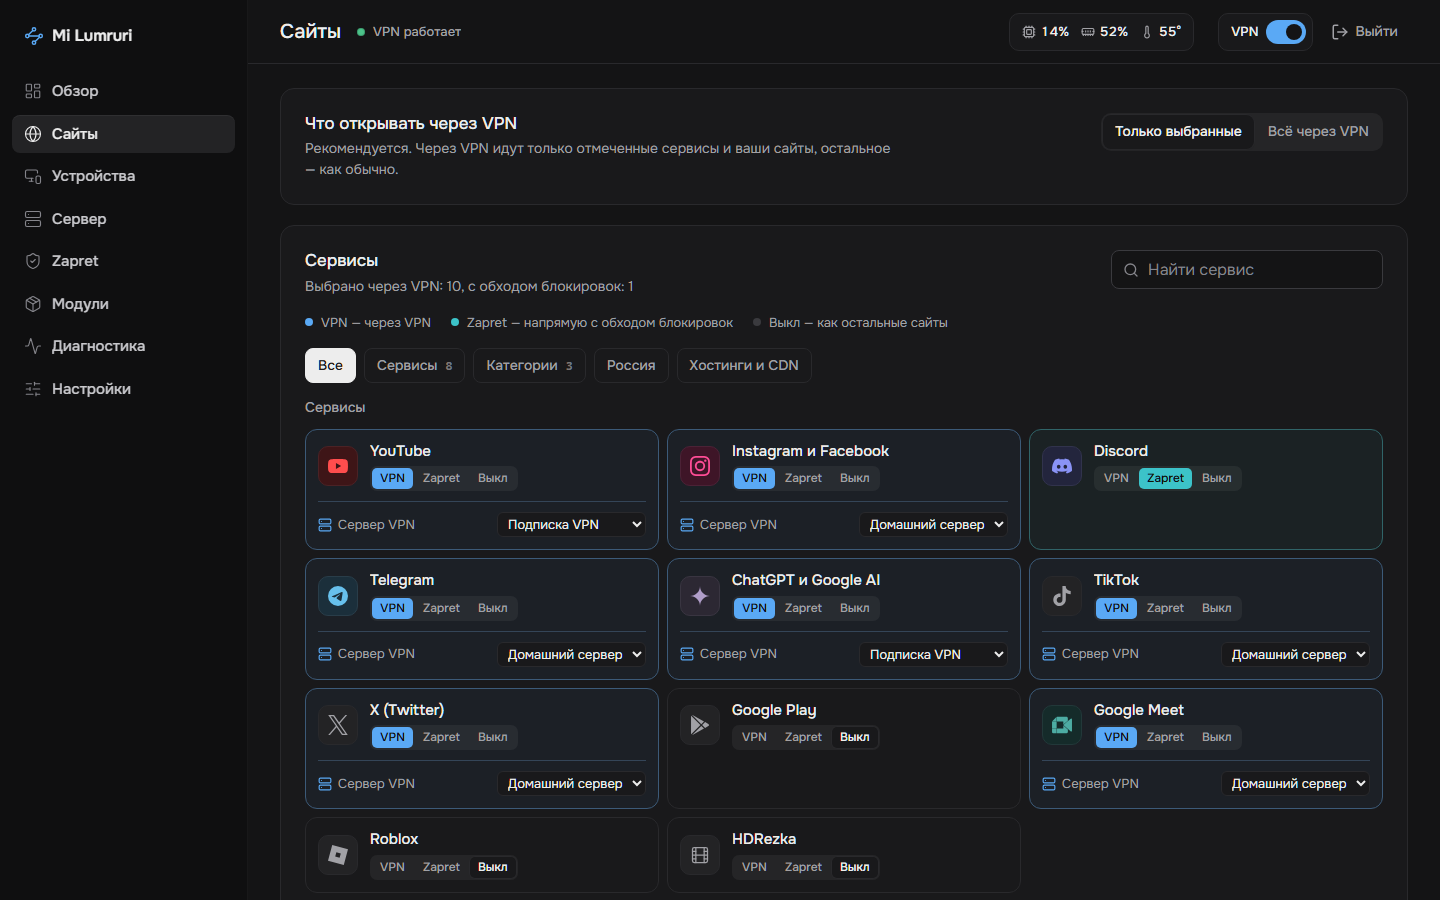 Mi Lumruri
Обзор
Сайты
Устройства
Сервер
Zapret
Модули
Диагностика
Настройки
Сайты VPN работает 14% 52% 55° VPN Выйти
Что открывать через VPN
Рекомендуется. Через VPN идут только отмеченные сервисы и ваши сайты, остальное
— как обычно.
Только выбранные Всё через VPN
Сервисы
Выбрано через VPN: 10, с обходом блокировок: 1
Найти сервис
VPN — через VPN Zapret — напрямую с обходом блокировок Выкл — как остальные сайты
Все Сервисы 8 Категории 3 Россия Хостинги и CDN
Сервисы
YouTube
VPN Zapret Выкл
Сервер VPN Подписка VPN
Instagram и Facebook
VPN Zapret Выкл
Сервер VPN Домашний сервер
Discord
VPN Zapret Выкл
Telegram
VPN Zapret Выкл
Сервер VPN Домашний сервер
ChatGPT и Google AI
VPN Zapret Выкл
Сервер VPN Подписка VPN
TikTok
VPN Zapret Выкл
Сервер VPN Домашний сервер
X (Twitter)
VPN Zapret Выкл
Сервер VPN Домашний сервер
Google Play
VPN Zapret Выкл
Google Meet
VPN Zapret Выкл
Сервер VPN Домашний сервер
Roblox
VPN Zapret Выкл
HDRezka
VPN Zapret Выкл